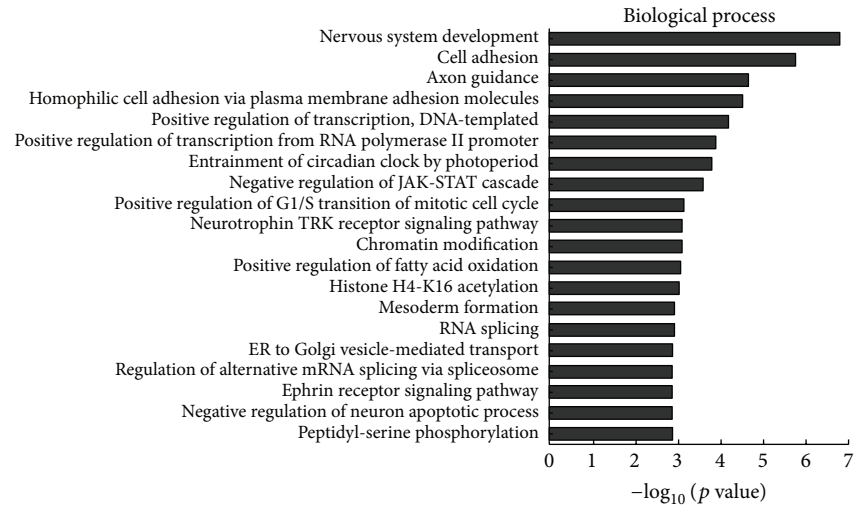 Biological process
Nervous system development
Cell adhesion
Axon guidance
Homophilic cell adhesion via plasma membrane adhesion molecules
Positive regulation of transcription, DNA-templated
Positive regulation of transcription from RNA polymerase II promoter
Entrainment of circadian clock by photoperiod
Negative regulation of JAK-STAT cascade
Positive regulation of G1/S transition of mitotic cell cycle
Neurotrophin TRK receptor signaling pathway
Chromatin modification
Positive regulation of fatty acid oxidation
Histone H4-K16 acetylation
Mesoderm formation
RNA splicing
ER to Golgi vesicle-mediated transport
Regulation of alternative mRNA splicing via spliceosome
Ephrin receptor signaling pathway
Negative regulation of neuron apoptotic process
Peptidyl-serine phosphorylation
0 1 2 3 4 5 6 7
−log₁₀ (p value)